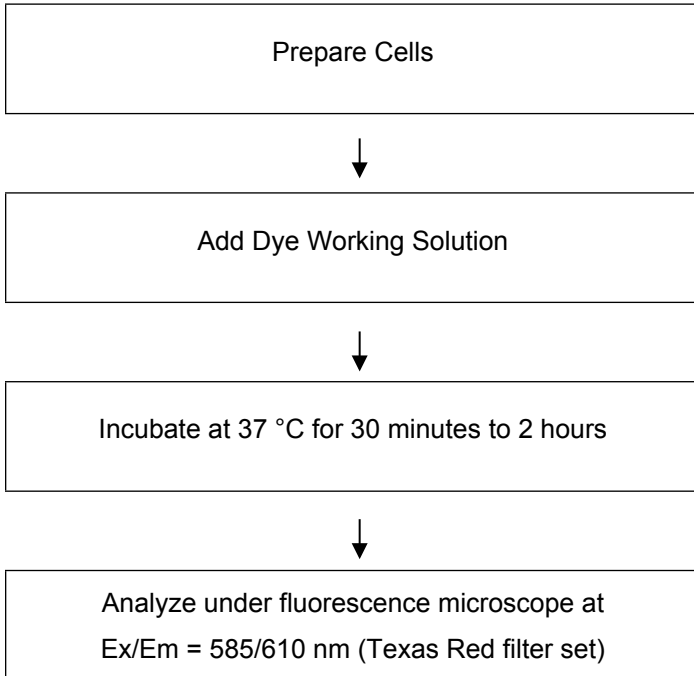 Prepare Cells
Add Dye Working Solution
Incubate at 37 °C for 30 minutes to 2 hours
Analyze under fluorescence microscope at
Ex/Em = 585/610 nm (Texas Red filter set)